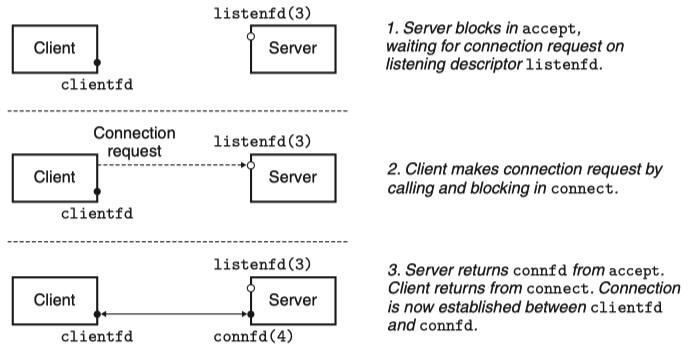 listenfd(3)
Client
Server
clientfd
1. Server blocks in accept,
waiting for connection request on
listening descriptor listenfd.
Connection
request
listenfd(3)
Client
Server
clientfd
2. Client makes connection request by
calling and blocking in connect.
listenfd(3)
Client
Server
clientfd
connfd(4)
3. Server returns connfd from accept.
Client returns from connect. Connection
is now established between clientfd
and connfd.